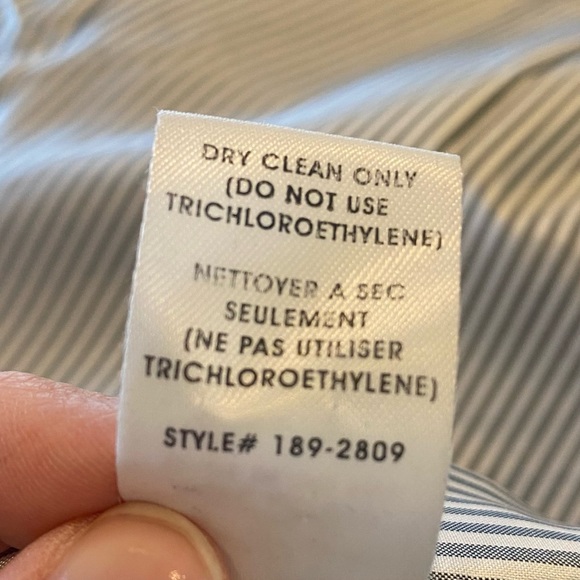 DRY CLEAN ONLY
(DO NOT USE
TRICHLOROETHYLENE)
NETTOYER A SEC
SEULEMENT
(NE PAS UTILISER
TRICHLOROETHYLENE)
STYLE# 189-2809